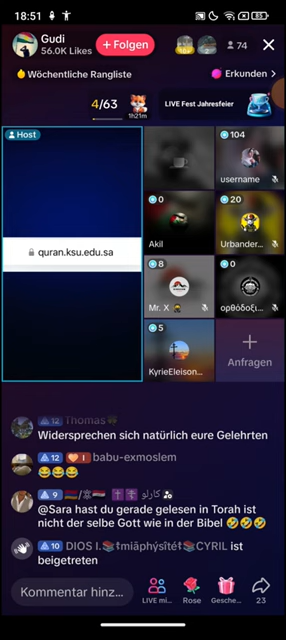 18:51
85
Gudi
56.0K Likes
+ Folgen
74
Wöchentliche Rangliste
Erkunden >
4/63
1h21m
LIVE Fest Jahresfeier
Host
quran.ksu.edu.sa
104
username
0
Akil
20
Urbander...
8
Mr. X
0
ορθόδοξι...
5
KyrieEleison...
Anfragen
12 Thomas
Widersprechen sich natürlich eure Gelehrten
12 1 babu-exmoslem
😂😂😂
9 كارلو
@Sara hast du gerade gelesen in Torah ist
nicht der selbe Gott wie in der Bibel 🤣🤣🤣
10 DIOS I.📚☦️miāphýsîté☦️📚CYRIL ist
beigetreten
Kommentar hinz...
LIVE mi...
Rose
Gesche...
23